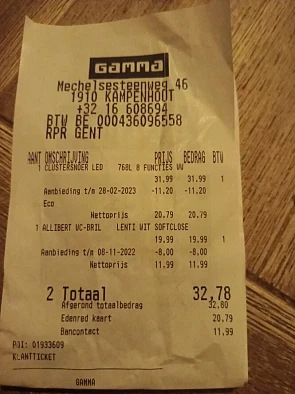 GAMMA
Mechelsesteenweg 46
1910 KAMPENHOUT
+32 16 608694
BTW BE 000436096558
RPR GENT
AANT OMSCHRIJVING PRIJS BEDRAG BTW
1 CLUSTERSNOER LED 768L 8 FUNCTIES WW
31.99 31.99 1
Aanbieding t/m 28-02-2023 -11.20 -11.20
Eco
Nettoprijs 20.79 20.79
1 ALLIBERT WC-BRIL LENTI WIT SOFTCLOSE
19.99 19.99 1
Aanbieding t/m 08-11-2022 -8.00 -8.00
Nettoprijs 11.99 11.99
2 Totaal 32,78
Afgerond totaalbedrag 32,80
Edenred kaart 20.79
Bancontact 11.99
POI: 01933609
KLANTTICKET
GAMMA